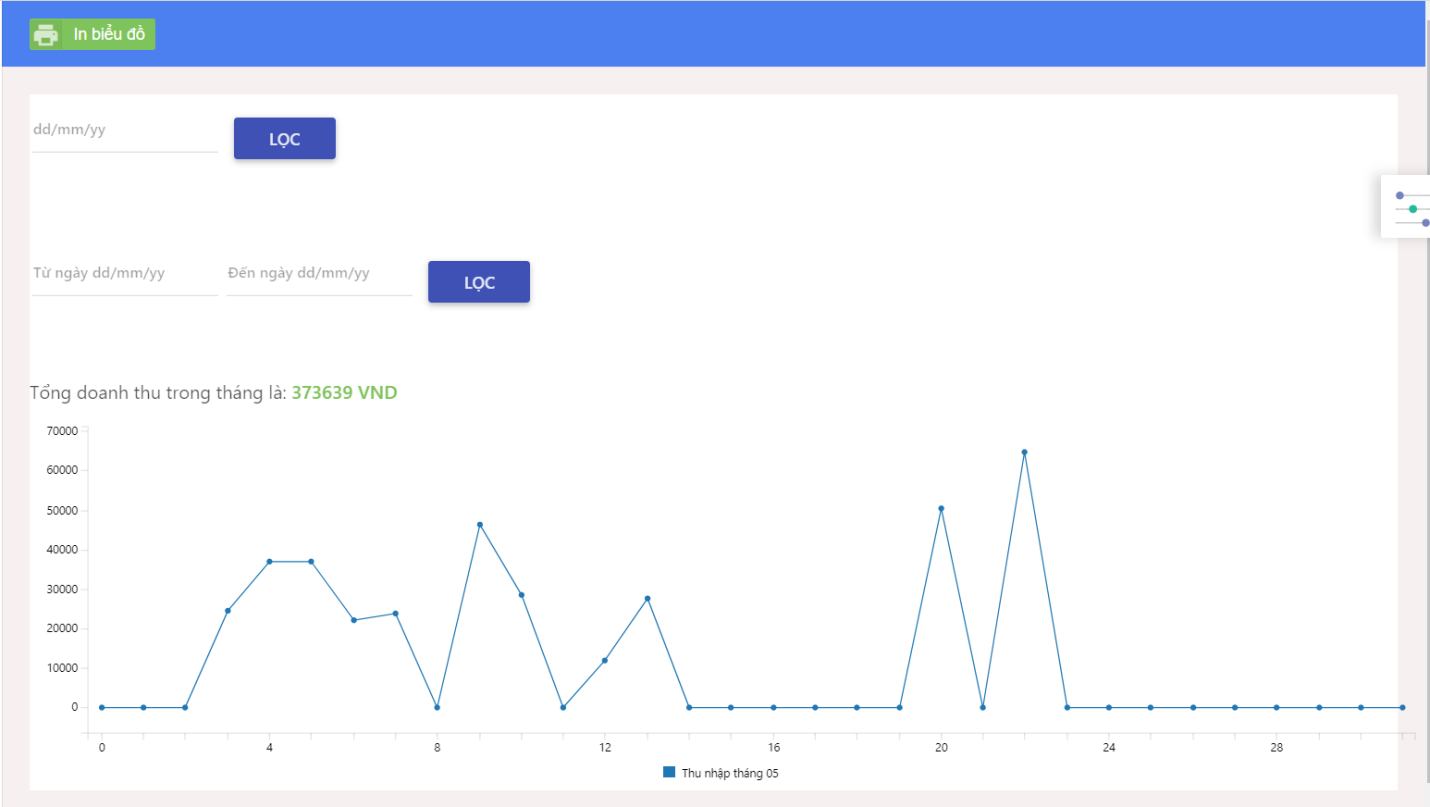 In biểu đồ
dd/mm/yy
LỌC
Từ ngày dd/mm/yy Đến ngày dd/mm/yy LỌC
Tổng doanh thu trong tháng là: 373639 VND
70000
60000
50000
40000
30000
20000
10000
0
0 4 8 12 16 20 24 28
Thu nhập tháng 05